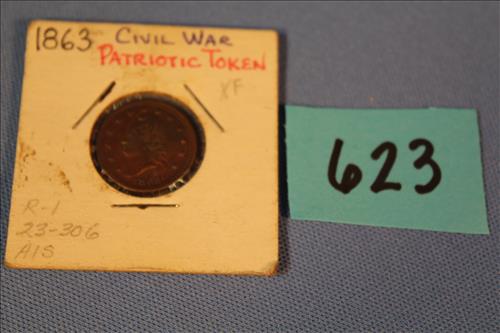 1863 CIVIL WAR
PATRIOTIC TOKEN
XF
R-1
23-306
A1S
623